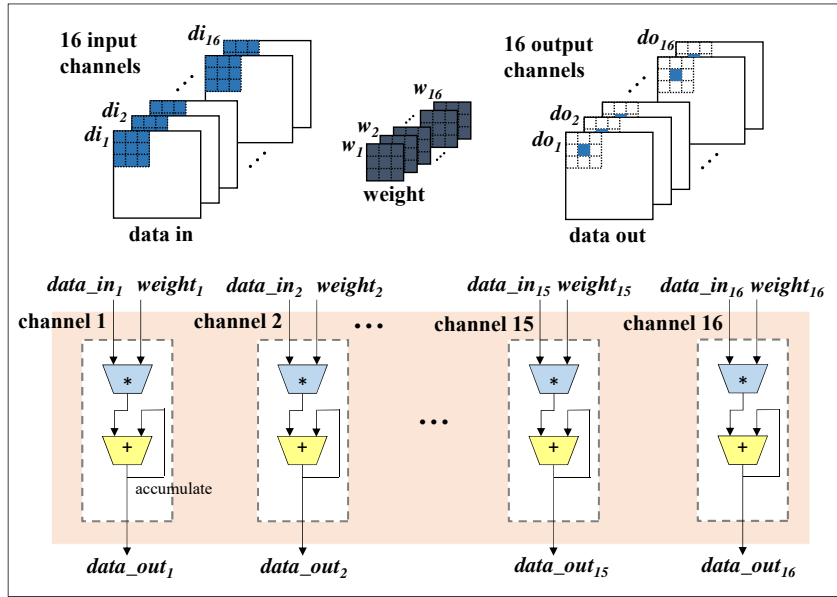 16 input
channels
di16
di2
di1
data in
w16
w2
w1
weight
16 output
channels
do16
do2
do1
data out
data_in1 weight1
data_in2 weight2
data_in15 weight15
data_in16 weight16
channel 1
channel 2
...
channel 15
channel 16
*
*
*
*
+
+
...
+
+
accumulate
data_out1
data_out2
data_out15
data_out16